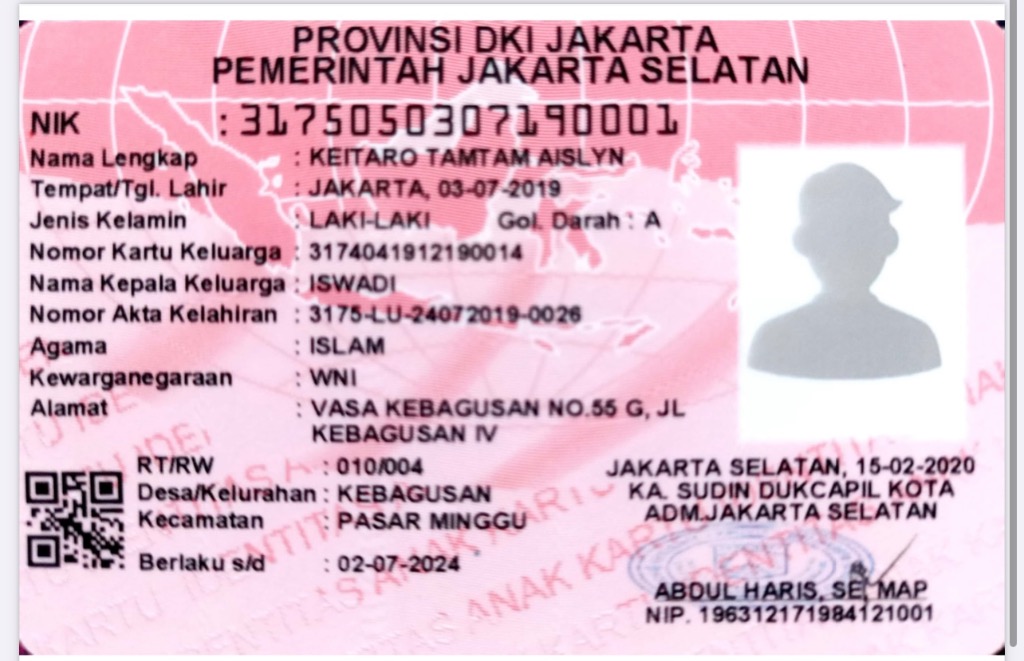 PROVINSI DKI JAKARTA
PEMERINTAH JAKARTA SELATAN
NIK : 3175050307190001
Nama Lengkap : KEITARO TAMTAM AISLYN
Tempat/Tgl. Lahir : JAKARTA, 03-07-2019
Jenis Kelamin : LAKI-LAKI Gol. Darah : A
Nomor Kartu Keluarga : 3174041912190014
Nama Kepala Keluarga : ISWADI
Nomor Akta Kelahiran : 3175-LU-24072019-0026
Agama : ISLAM
Kewarganegaraan : WNI
Alamat : VASA KEBAGUSAN NO.55 G, JL
KEBAGUSAN IV
RT/RW : 010/004
Desa/Kelurahan : KEBAGUSAN
Kecamatan : PASAR MINGGU
Berlaku s/d : 02-07-2024
JAKARTA SELATAN, 15-02-2020
KA. SUDIN DUKCAPIL KOTA
ADM.JAKARTA SELATAN
ABDUL HARIS, SE, MAP
NIP. 196312171984121001